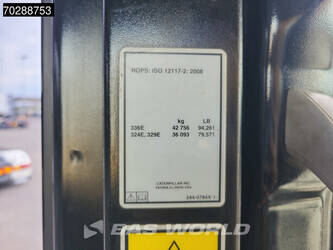 70288753
ROPS: ISO 12117-2: 2008
kg LB
336E 42 756 94,261
324E, 329E 36 093 79,571
CATERPILLAR INC.
BAS WORLD